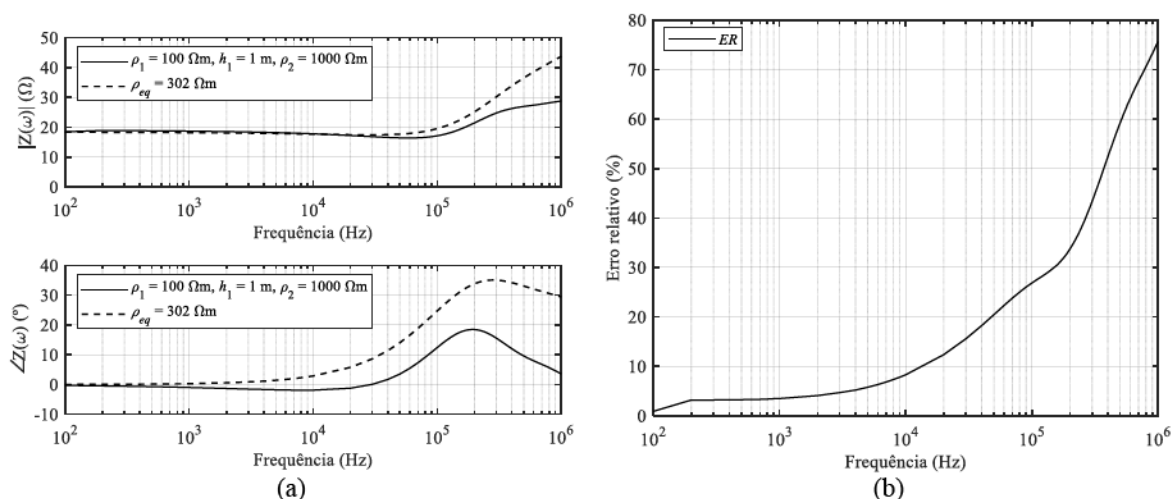 50
40
30
20
10
0
|Z(ω)| (Ω)
ρ1 = 100 Ωm, h1 = 1 m, ρ2 = 1000 Ωm
ρeq = 302 Ωm
10^2 10^3 10^4 10^5 10^6
Frequência (Hz)
40
30
20
10
0
-10
∠Z(ω) (º)
ρ1 = 100 Ωm, h1 = 1 m, ρ2 = 1000 Ωm
ρeq = 302 Ωm
10^2 10^3 10^4 10^5 10^6
Frequência (Hz)
(a)
80
70
60
50
40
30
20
10
0
Erro relativo (%)
ER
10^2 10^3 10^4 10^5 10^6
Frequência (Hz)
(b)